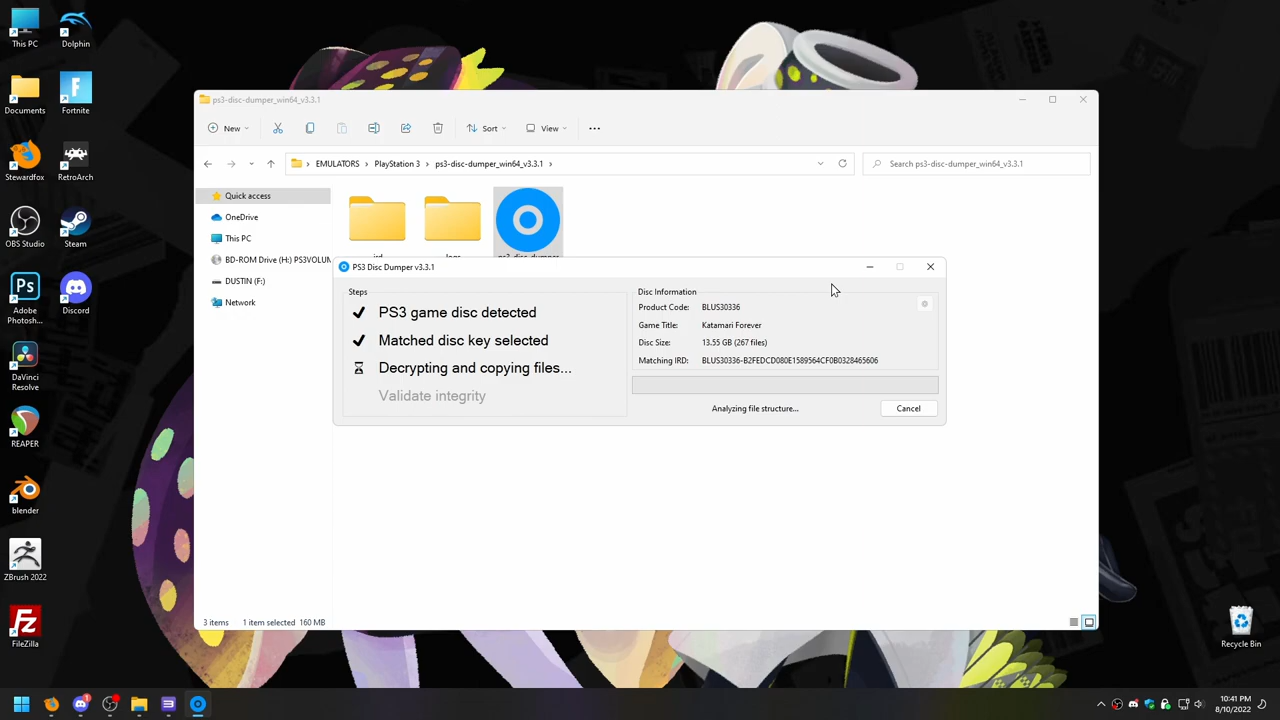 This PC
Dolphin
Documents
Fortnite
Stewardfox
RetroArch
OBS Studio
Steam
Adobe
Photosh...
Discord
DaVinci
Resolve
REAPER
blender
ZBrush 2022
FileZilla
Recycle Bin
ps3-disc-dumper_win64_v3.3.1
New
Sort
View
EMULATORS > PlayStation 3 > ps3-disc-dumper_win64_v3.3.1 >
Search ps3-disc-dumper_win64_v3.3.1
Quick access
OneDrive
This PC
BD-ROM Drive (H:) PS3VOLUM
DUSTIN (F:)
Network
ird
logs
ps3-disc-dumper
PS3 Disc Dumper v3.3.1
Steps
PS3 game disc detected
Matched disc key selected
Decrypting and copying files...
Validate integrity
Disc Information
Product Code: BLUS30336
Game Title: Katamari Forever
Disc Size: 13.55 GB (267 files)
Matching IRD: BLUS30336-B2FEDCD080E1589564CF0B0328465606
Analyzing file structure...
Cancel
3 items 1 item selected 160 MB
10:41 PM
8/10/2022